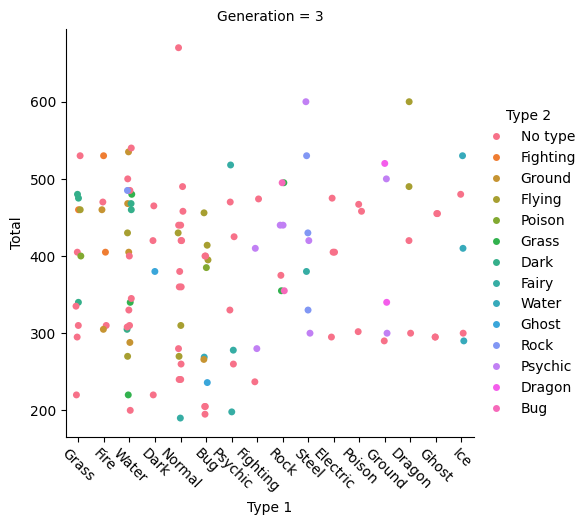 Generation = 3
Total
600
500
400
300
200
Grass
Fire
Water
Dark
Normal
Bug
Psychic
Fighting
Rock
Steel
Electric
Poison
Ground
Dragon
Ghost
Ice
Type 1
Type 2
No type
Fighting
Ground
Flying
Poison
Grass
Dark
Fairy
Water
Ghost
Rock
Psychic
Dragon
Bug